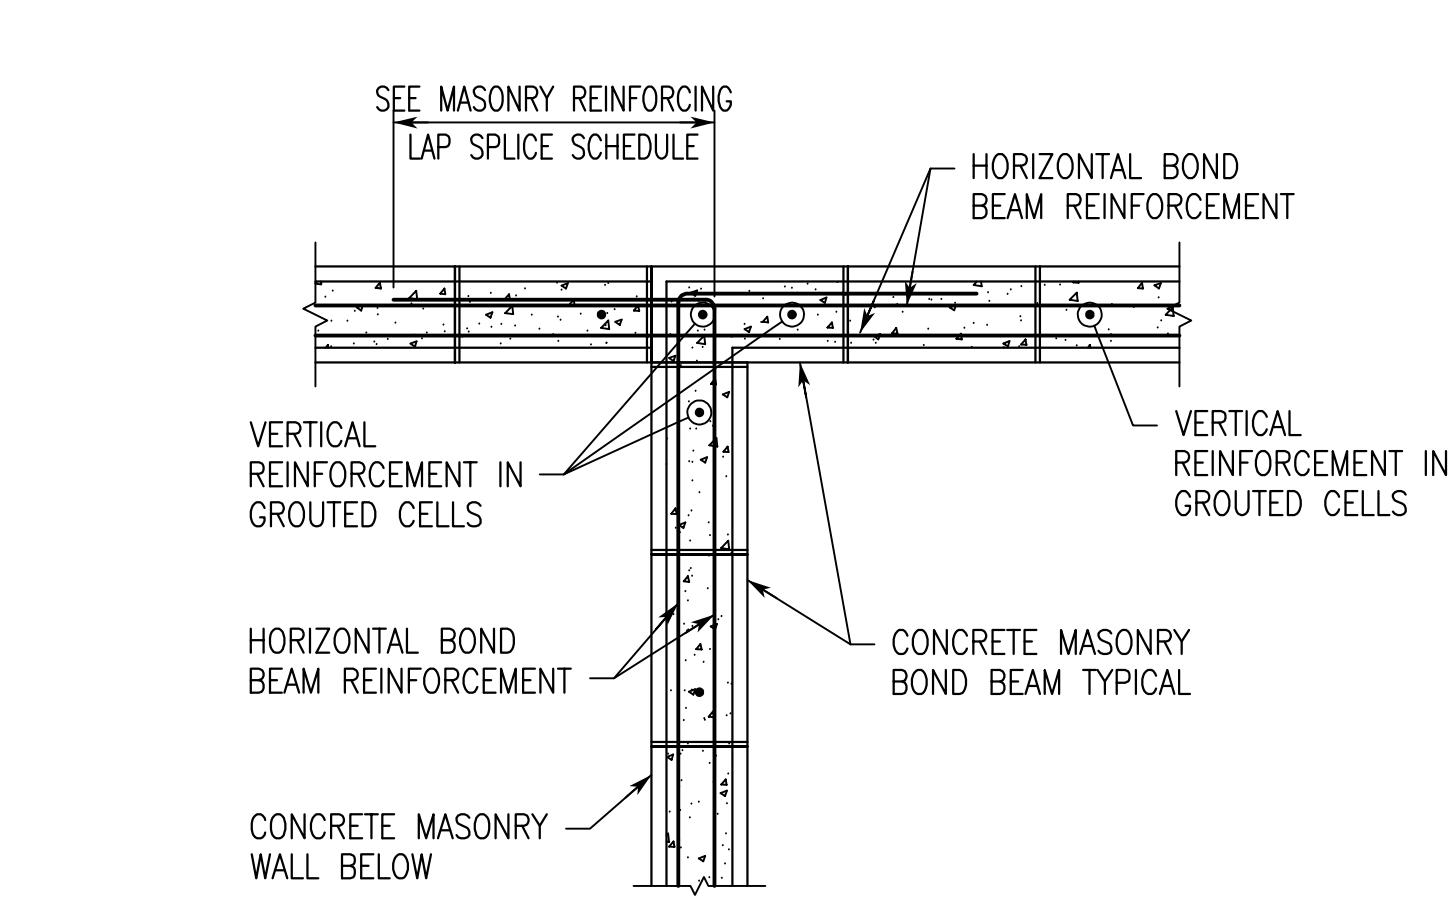 SEE MASONRY REINFORCING
LAP SPLICE SCHEDULE
HORIZONTAL BOND
BEAM REINFORCEMENT
VERTICAL
REINFORCEMENT IN
GROUTED CELLS
VERTICAL
REINFORCEMENT IN
GROUTED CELLS
HORIZONTAL BOND
BEAM REINFORCEMENT
CONCRETE MASONRY
BOND BEAM TYPICAL
CONCRETE MASONRY
WALL BELOW